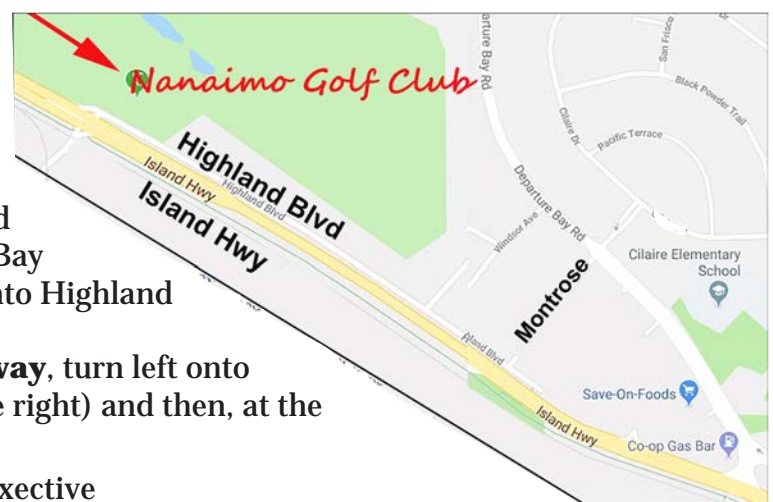 Nanaimo Golf Club
Departure Bay Rd
San Frisco
Black Powder Trail
Cilaire Dr
Pacific Terrace
Highland Blvd
Island Hwy
Highland Blvd
Island Hwy
Departure Bay Rd
Windsor Ave
Montrose
Cilaire Elementary
School
Bay
nto Highland
way, turn left onto
e right) and then, at the
Save-On-Foods
Island Hwy
Co-op Gas Bar
xective